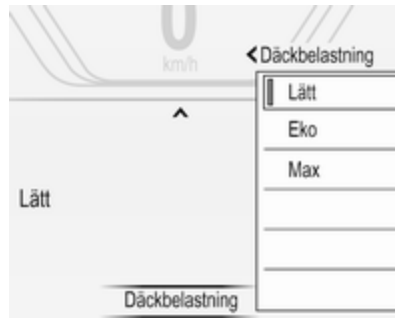 0
km/h
Däckbelastning
Lätt
Eko
Max
Lätt
Däckbelastning